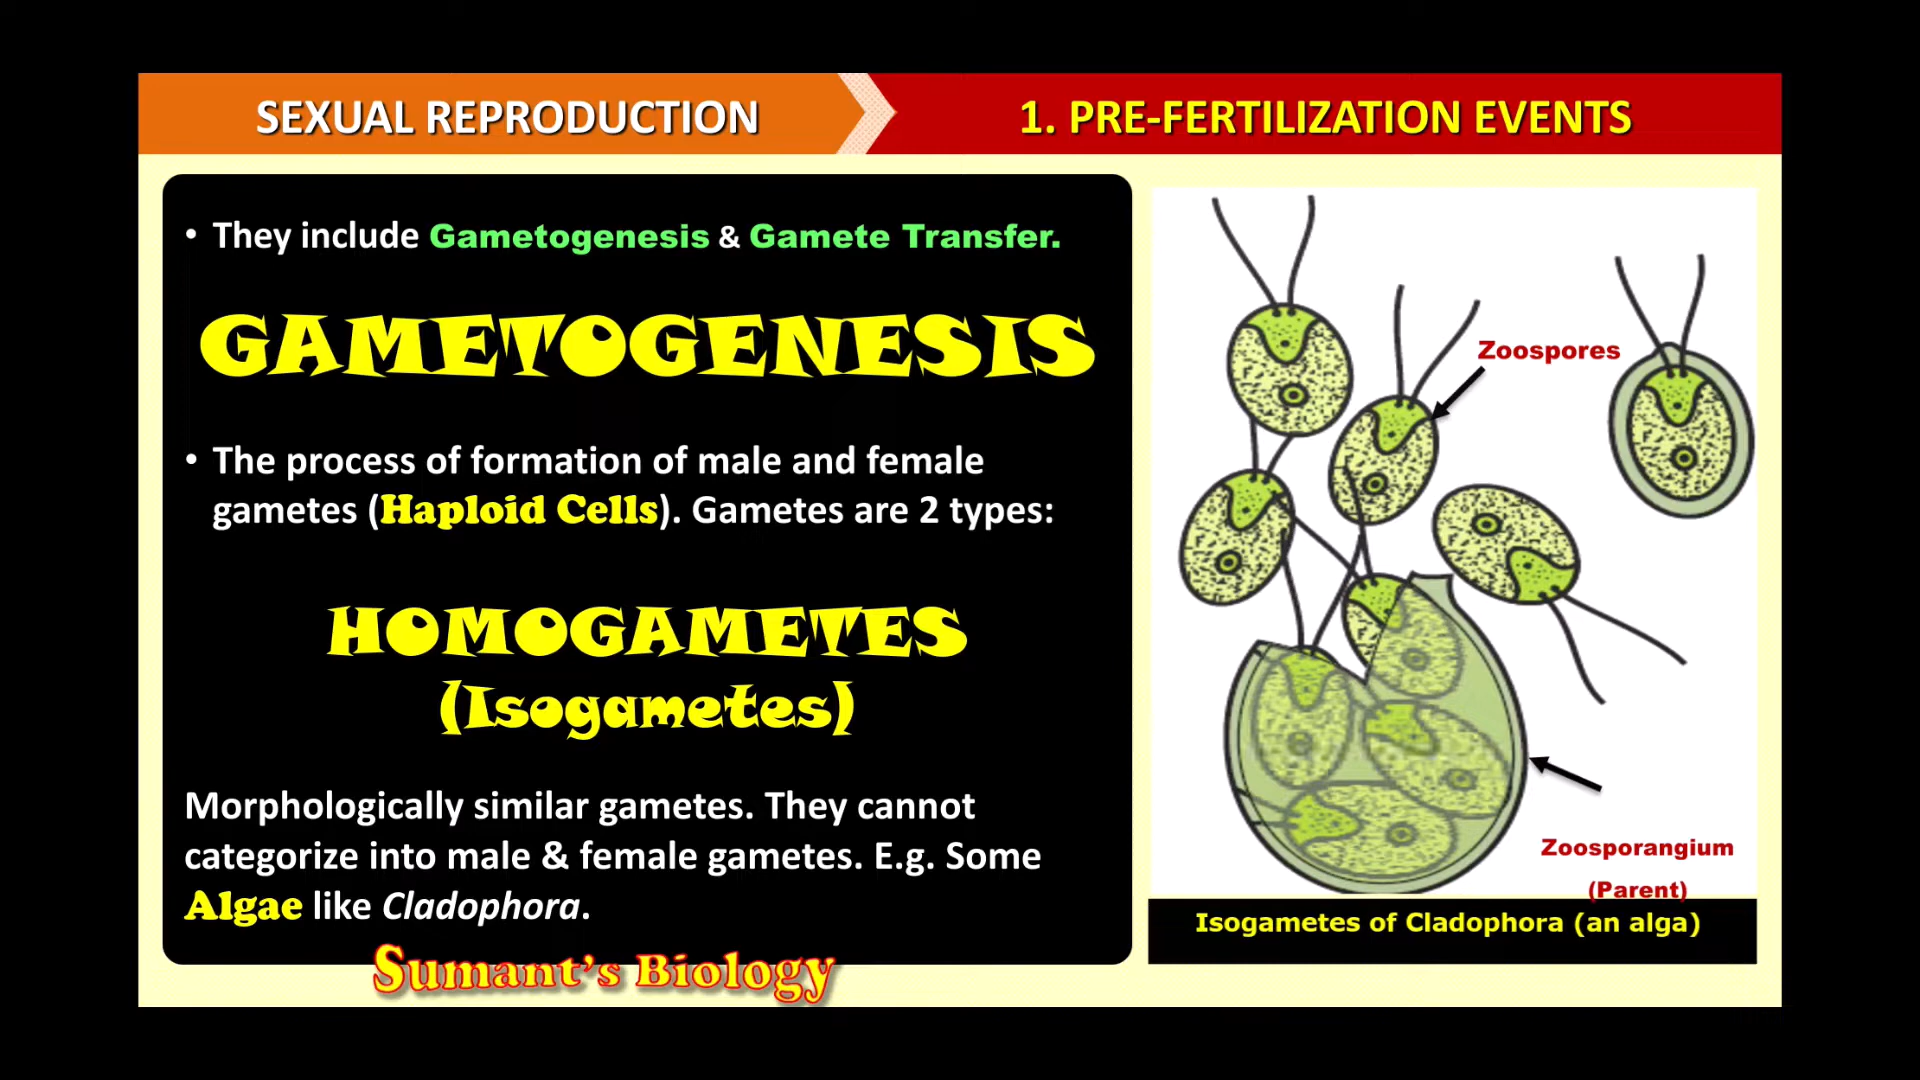 SEXUAL REPRODUCTION
1. PRE-FERTILIZATION EVENTS
• They include Gametogenesis & Gamete Transfer.
GAMETOGENESIS
• The process of formation of male and female
gametes (Haploid Cells). Gametes are 2 types:
HOMOGAMETES
(Isogametes)
Morphologically similar gametes. They cannot
categorize into male & female gametes. E.g. Some
Algae like Cladophora.
Sumant's Biology
Zoospores
Zoosporangium
(Parent)
Isogametes of Cladophora (an alga)